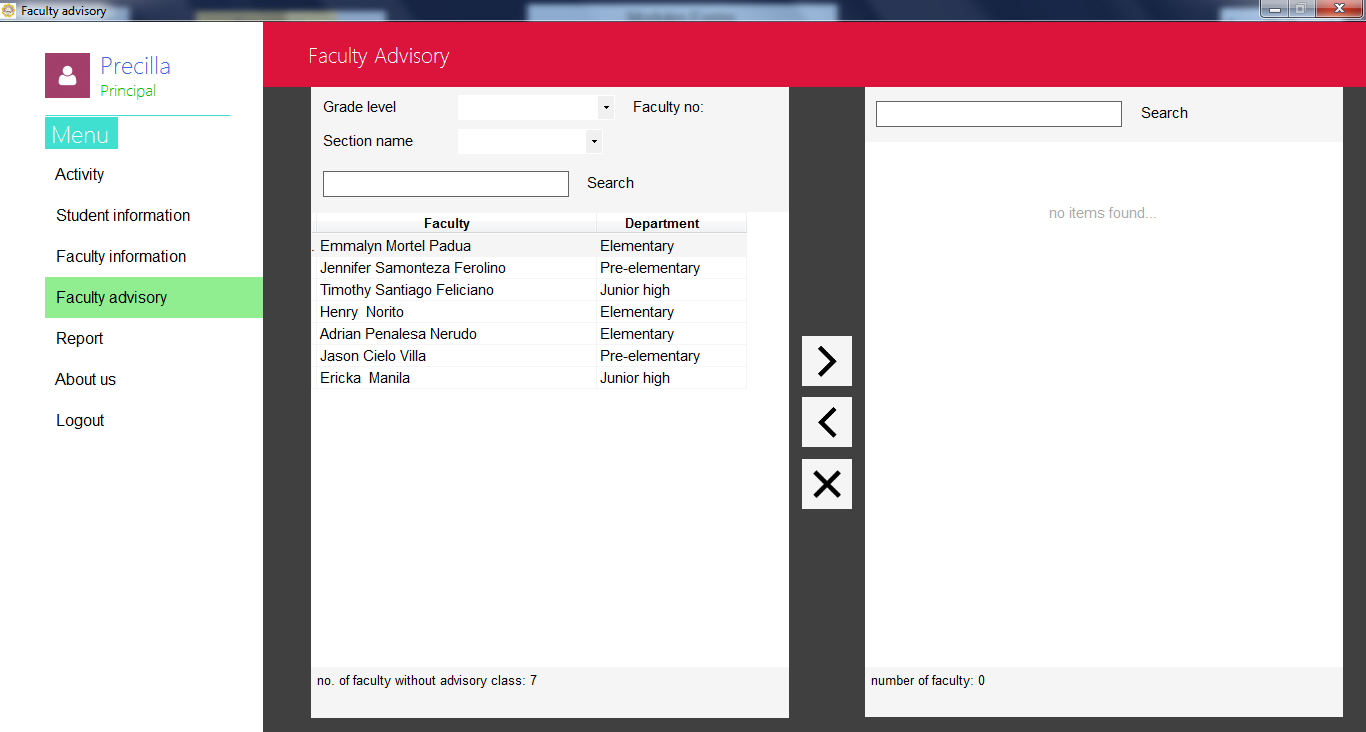 Faculty advisory
Precilla
Principal
Menu
Activity
Student information
Faculty information
Faculty advisory
Report
About us
Logout
Faculty Advisory
Grade level
Faculty no:
Section name
Search
Faculty Department
Emmalyn Mortel Padua Elementary
Jennifer Samonteza Ferolino Pre-elementary
Timothy Santiago Feliciano Junior high
Henry  Norito Elementary
Adrian Penalesa Nerudo Elementary
Jason Cielo Villa Pre-elementary
Ericka  Manila Junior high
no. of faculty without advisory class: 7
Search
no items found...
number of faculty: 0